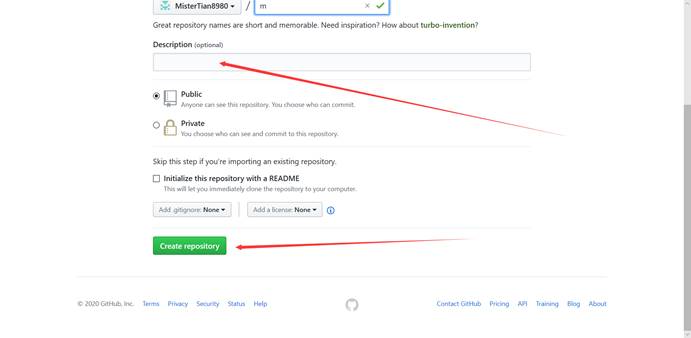 MisterTian8980 / m
Great repository names are short and memorable. Need inspiration? How about turbo-invention?
Description (optional)
Public
Anyone can see this repository. You choose who can commit.
Private
You choose who can see and commit to this repository.
Skip this step if you're importing an existing repository.
Initialize this repository with a README
This will let you immediately clone the repository to your computer.
Add .gitignore: None Add a license: None
Create repository
© 2020 GitHub, Inc. Terms Privacy Security Status Help Contact GitHub Pricing API Training Blog About